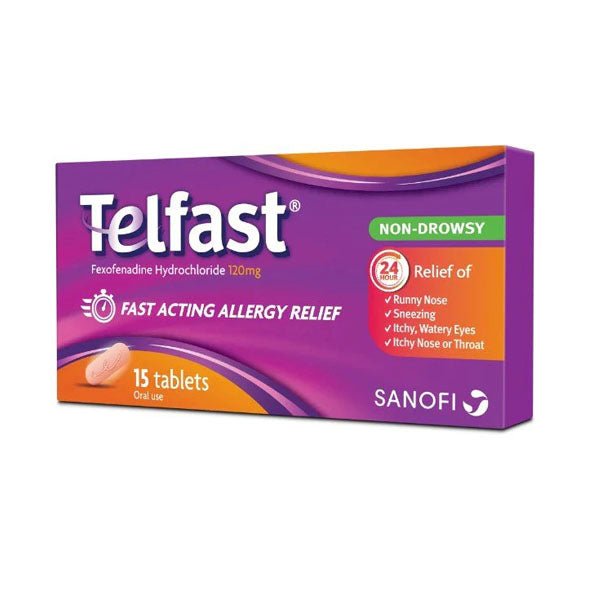 Telfast®
Fexofenadine Hydrochloride 120mg
FAST ACTING ALLERGY RELIEF
15 tablets
Oral use
NON-DROWSY
24 HOUR
Relief of
✓ Runny Nose
✓ Sneezing
✓ Itchy, Watery Eyes
✓ Itchy Nose or Throat
SANOFI